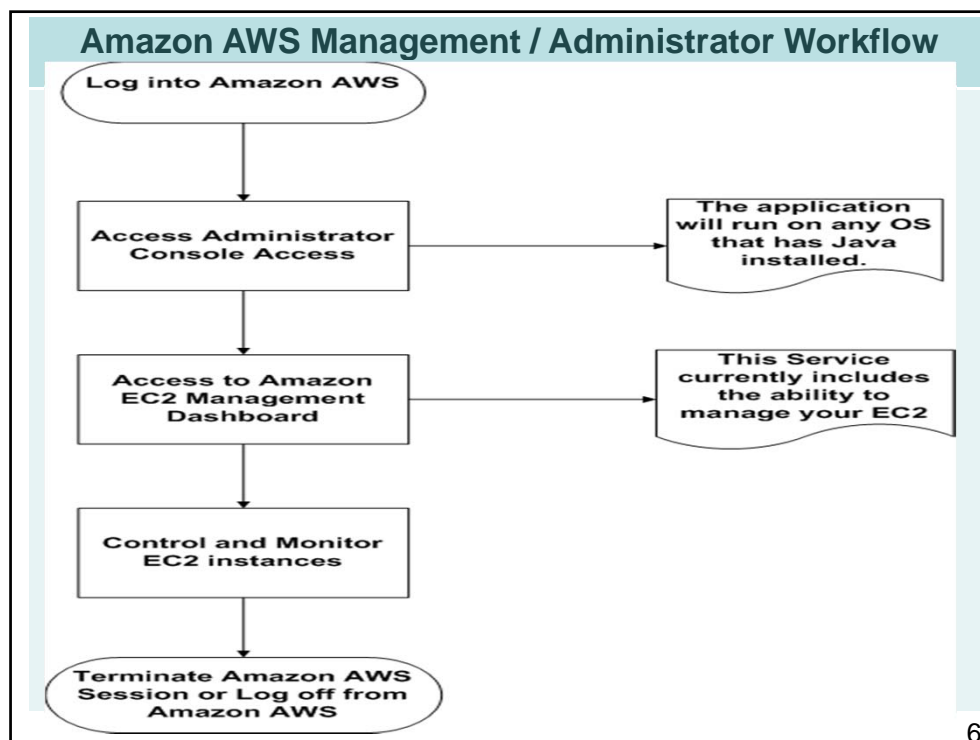 Amazon AWS Management / Administrator Workflow
Log into Amazon AWS
Access Administrator
Console Access
The application
will run on any OS
that has Java
installed.
Access to Amazon
EC2 Management
Dashboard
This Service
currently includes
the ability to
manage your EC2
Control and Monitor
EC2 instances
Terminate Amazon AWS
Session or Log off from
Amazon AWS
6